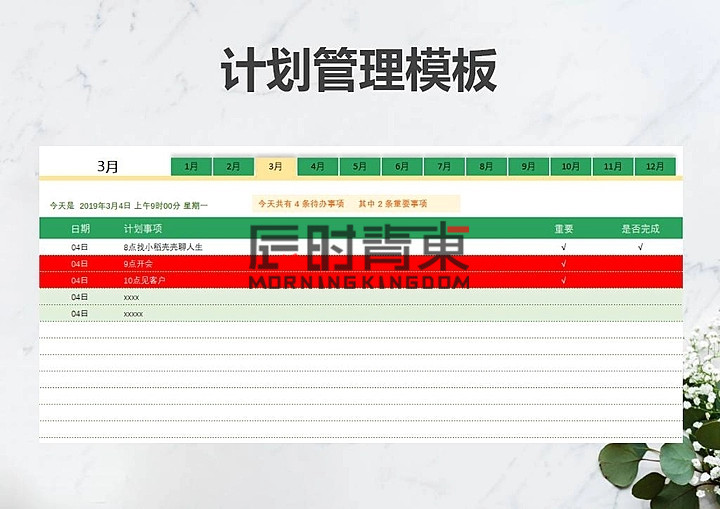 计划管理模板
3月 1月 2月 3月 4月 5月 6月 7月 8月 9月 10月 11月 12月
今天是 2019年3月4日 上午9时00分 星期一 今天共有 4 条待办事项 其中 2 条重要事项
日期 计划事项 重要 是否完成
04日 8点找小稻壳壳聊人生 √ √
04日 9点开会 √
04日 10点见客户 √
04日 xxxx
04日 xxxxx
辰时青東
MORNINGKINGDOM